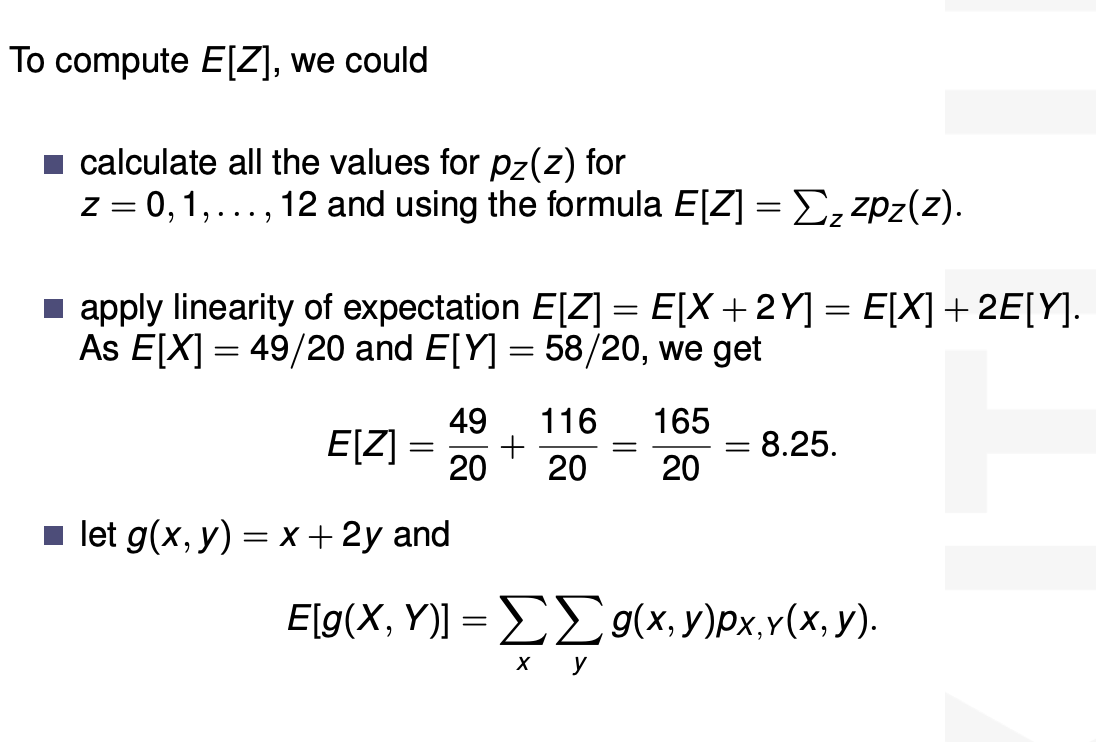 To compute E[Z], we could
■ calculate all the values for p_Z(z) for
z = 0, 1, . . . , 12 and using the formula E[Z] = ∑_z zp_Z(z).
■ apply linearity of expectation E[Z] = E[X + 2Y] = E[X] + 2E[Y].
As E[X] = 49/20 and E[Y] = 58/20, we get
E[Z] = 49/20 + 116/20 = 165/20 = 8.25.
■ let g(x, y) = x + 2y and
E[g(X, Y)] = ∑_x ∑_y g(x, y)p_{X,Y}(x, y).